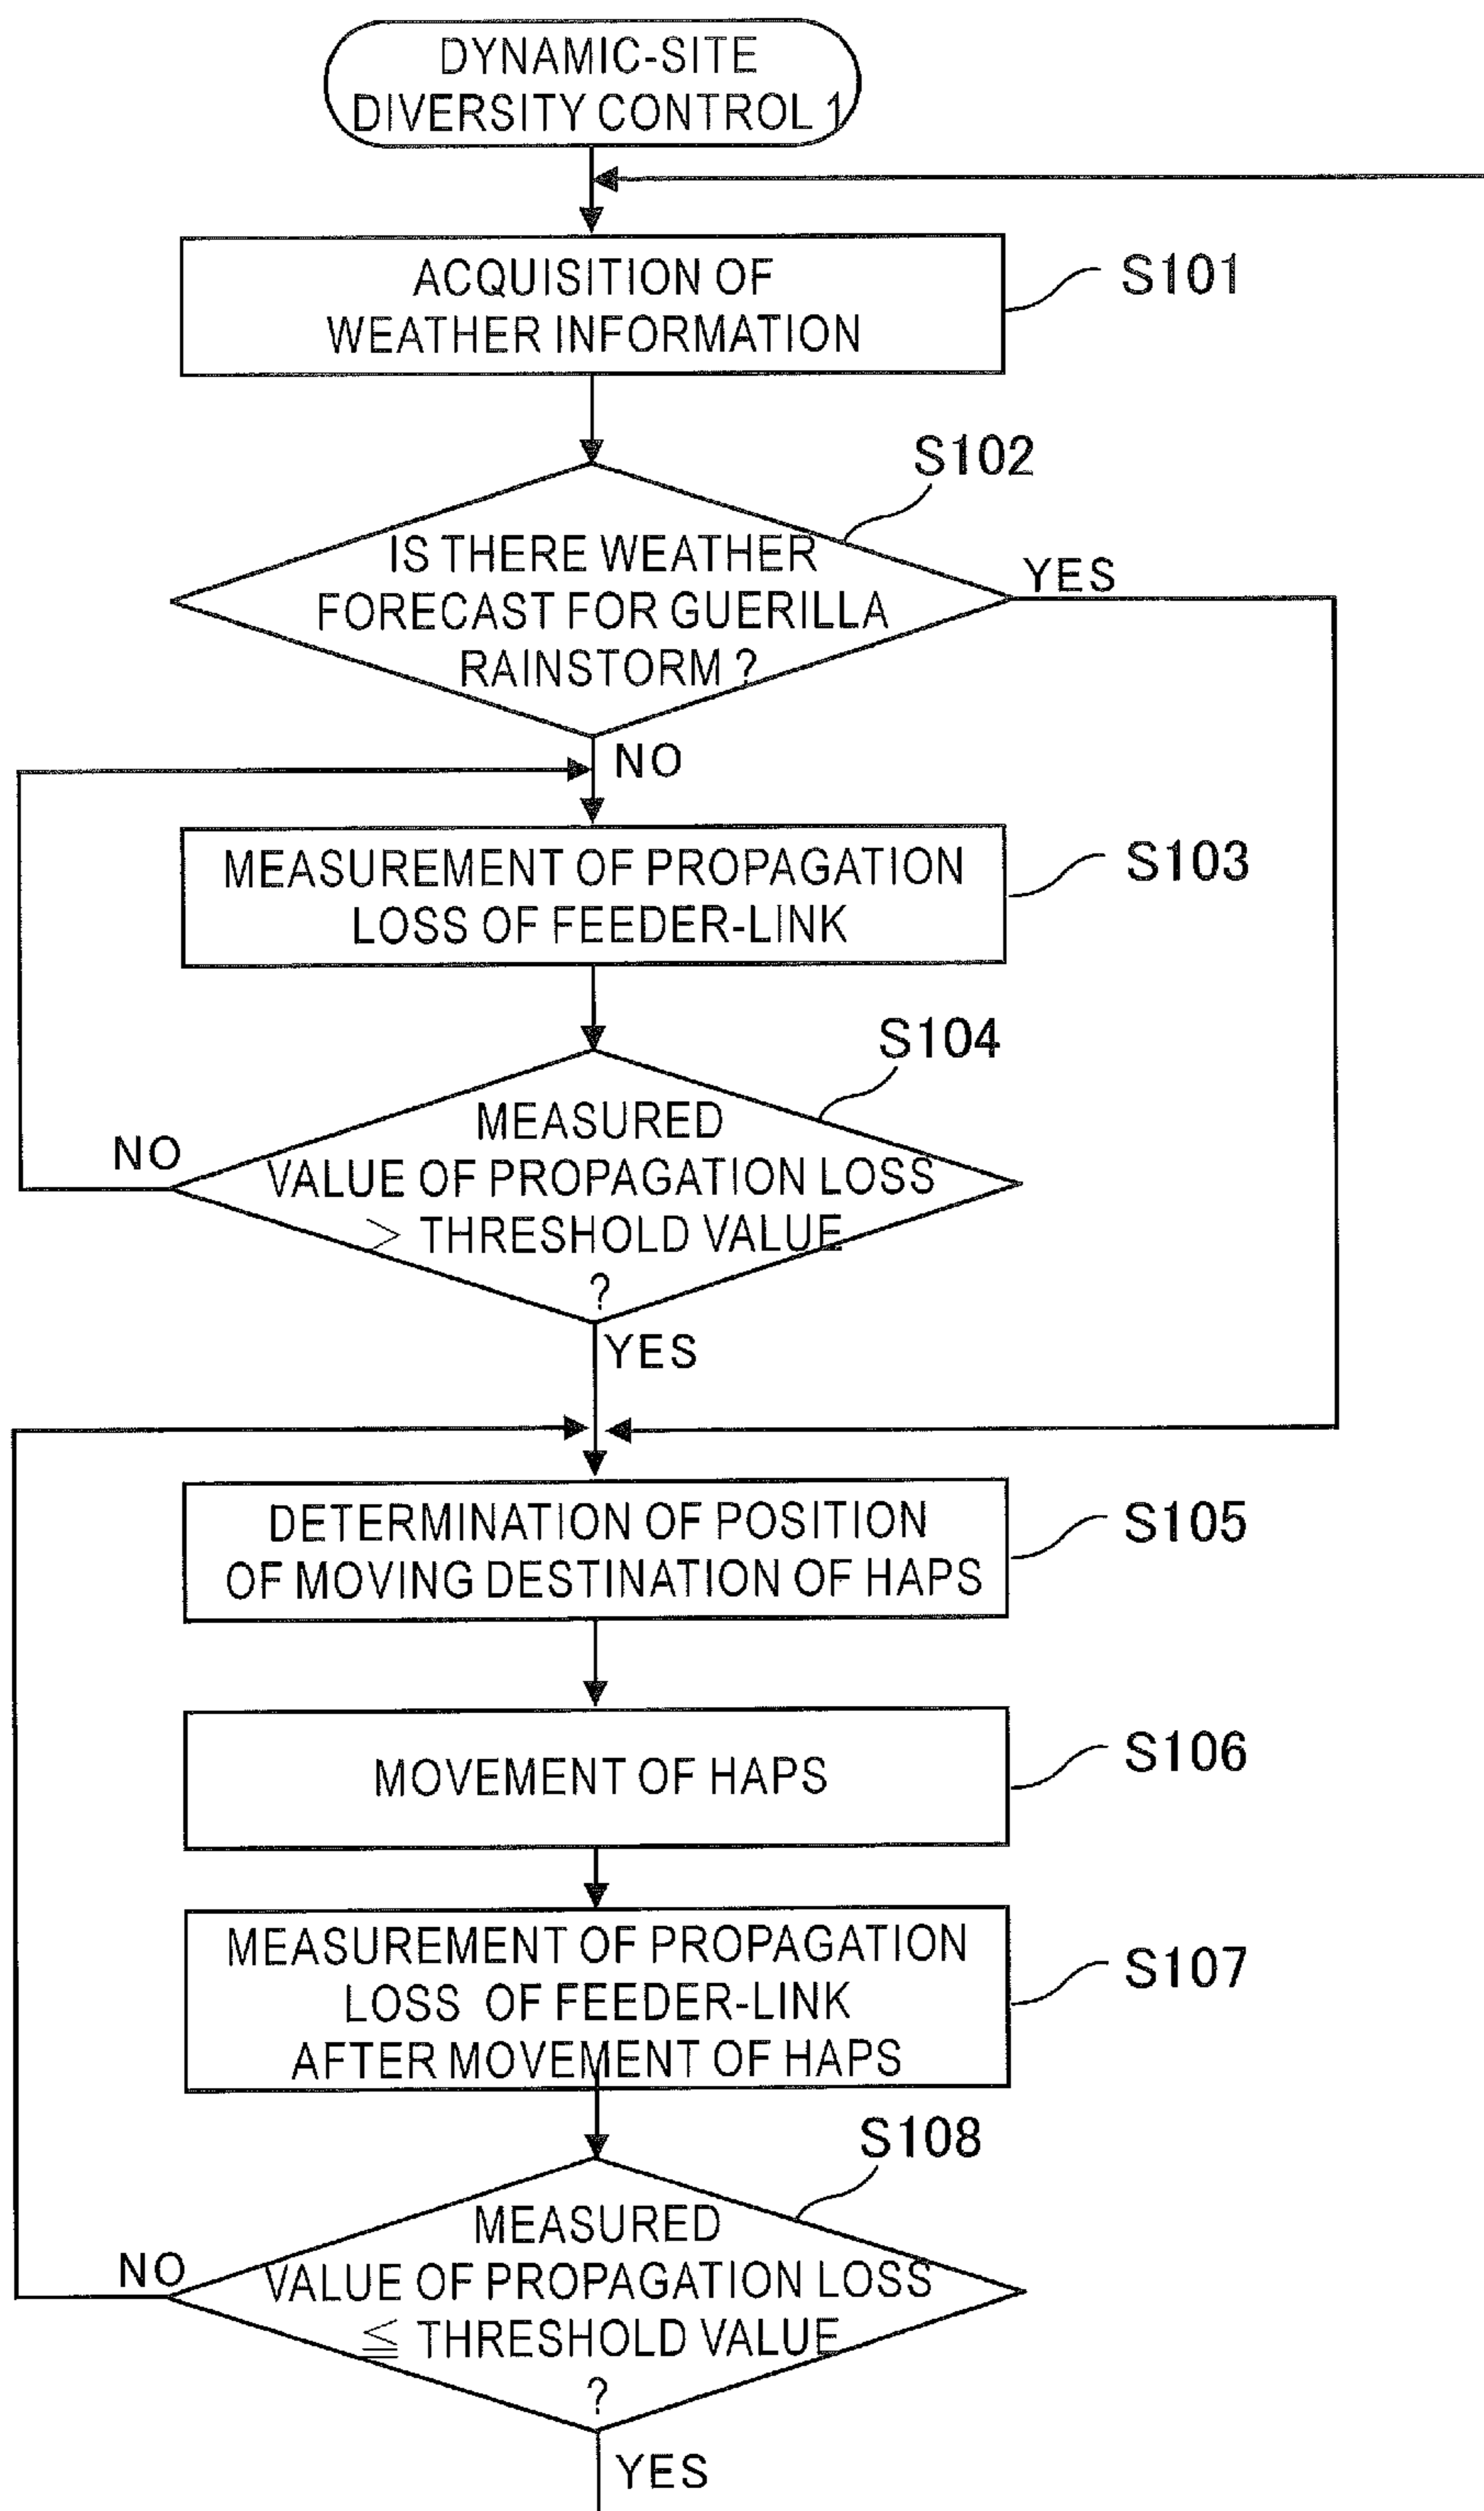 DYNAMIC-SITE
DIVERSITY CONTROL 1
ACQUISITION OF
WEATHER INFORMATION
S101
S102
IS THERE WEATHER
FORECAST FOR GUERILLA
RAINSTORM ?
YES
NO
MEASUREMENT OF PROPAGATION
LOSS OF FEEDER-LINK
S103
S104
MEASURED
VALUE OF PROPAGATION LOSS
> THRESHOLD VALUE
?
NO
YES
DETERMINATION OF POSITION
OF MOVING DESTINATION OF HAPS
S105
MOVEMENT OF HAPS
S106
MEASUREMENT OF PROPAGATION
LOSS OF FEEDER-LINK
AFTER MOVEMENT OF HAPS
S107
S108
MEASURED
VALUE OF PROPAGATION LOSS
≦ THRESHOLD VALUE
?
NO
YES